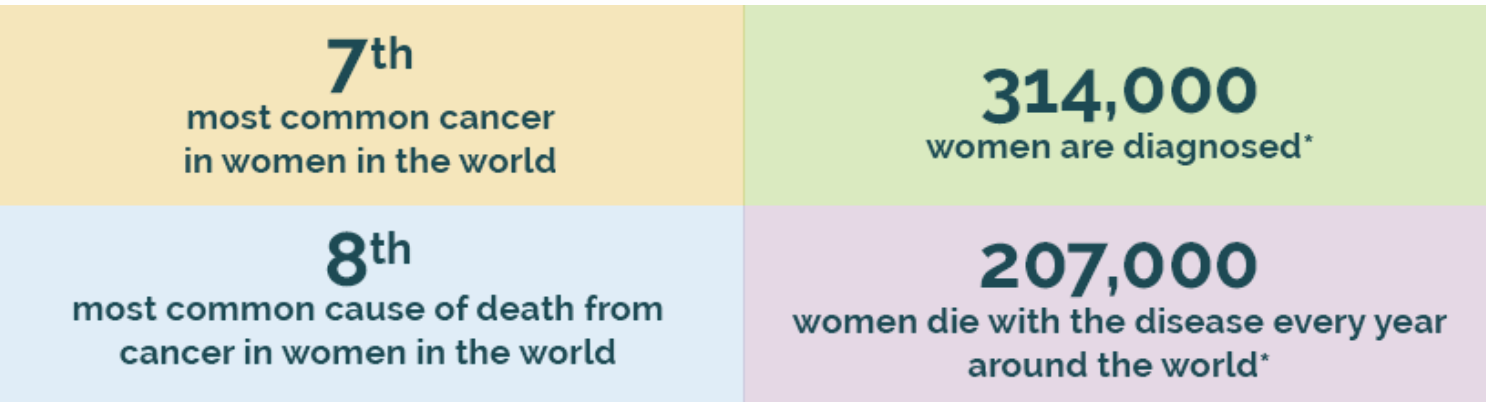 7th
most common cancer
in women in the world
314,000
women are diagnosed*
8th
most common cause of death from
cancer in women in the world
207,000
women die with the disease every year
around the world*